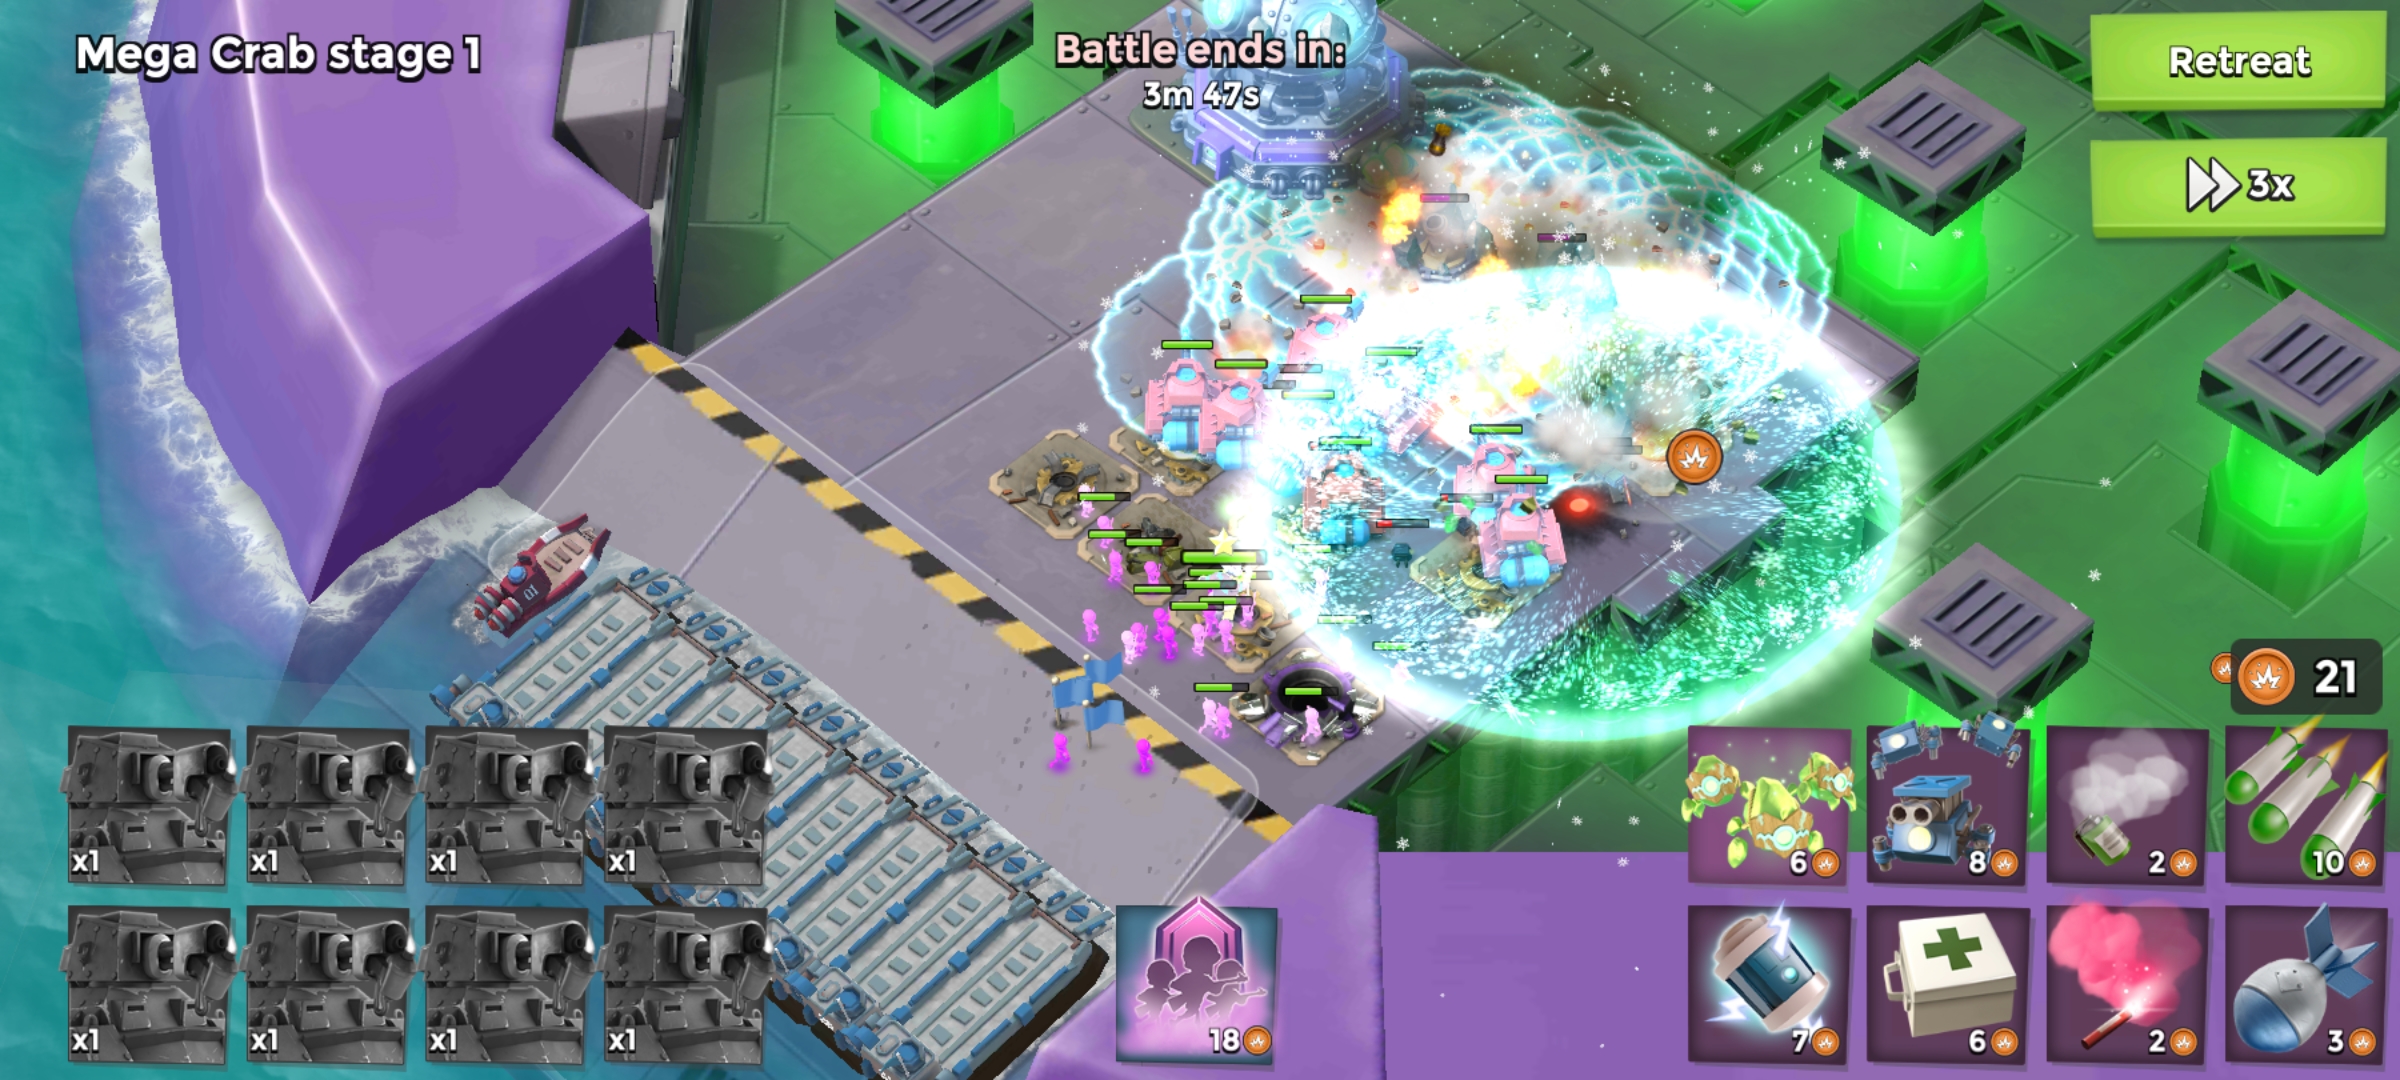 Mega Crab stage 1
Battle ends in:
3m 47s
Retreat
3x
01
21
x1
x1
x1
x1
6
8
2
10
x1
x1
x1
x1
18
7
6
2
3